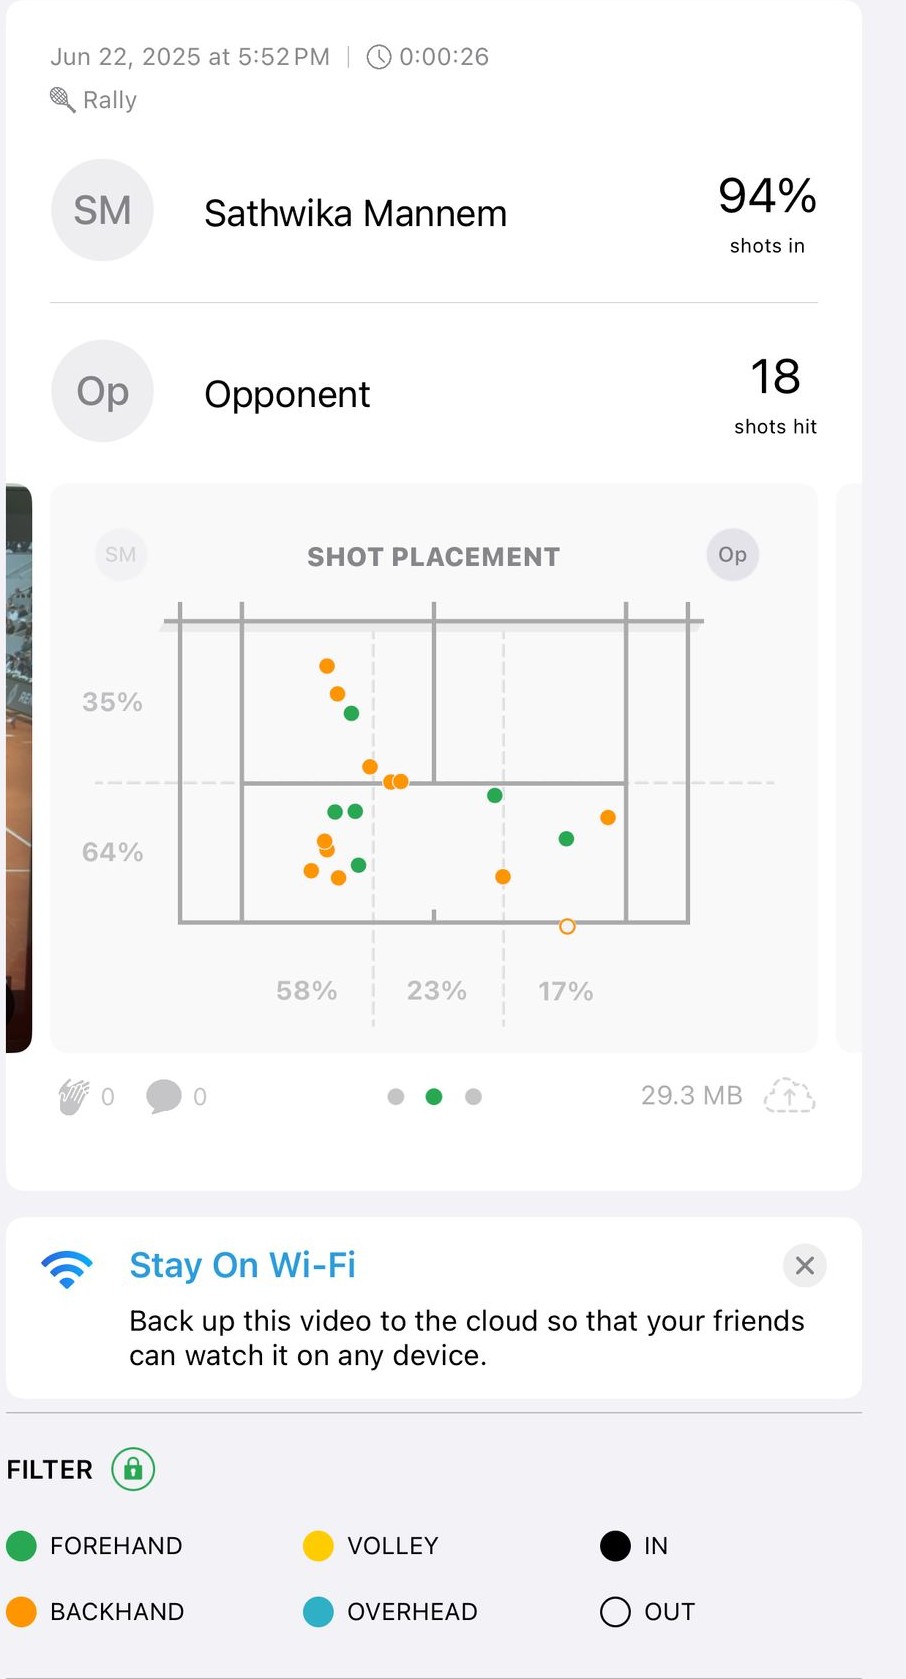 Jun 22, 2025 at 5:52 PM | 0:00:26
Rally
SM
Sathwika Mannem
94%
shots in
Op
Opponent
18
shots hit
SM
SHOT PLACEMENT
Op
35%
64%
58%
23%
17%
0
0
29.3 MB
Stay On Wi-Fi
Back up this video to the cloud so that your friends
can watch it on any device.
FILTER
FOREHAND
VOLLEY
IN
BACKHAND
OVERHEAD
OUT